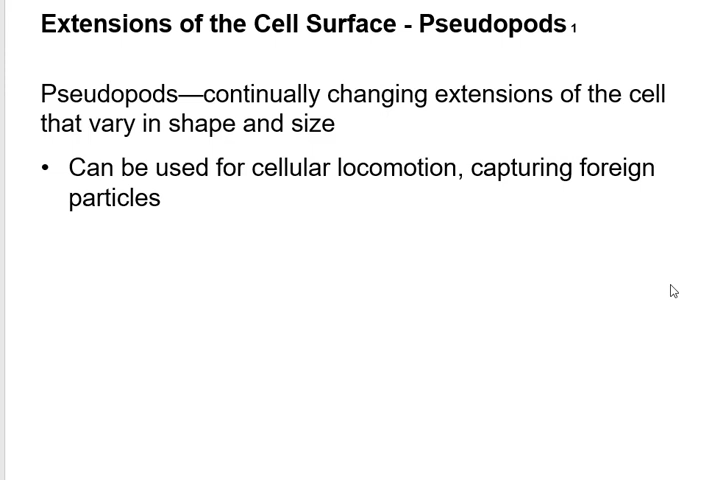 Extensions of the Cell Surface - Pseudopods 1
Pseudopods—continually changing extensions of the cell
that vary in shape and size
• Can be used for cellular locomotion, capturing foreign
particles